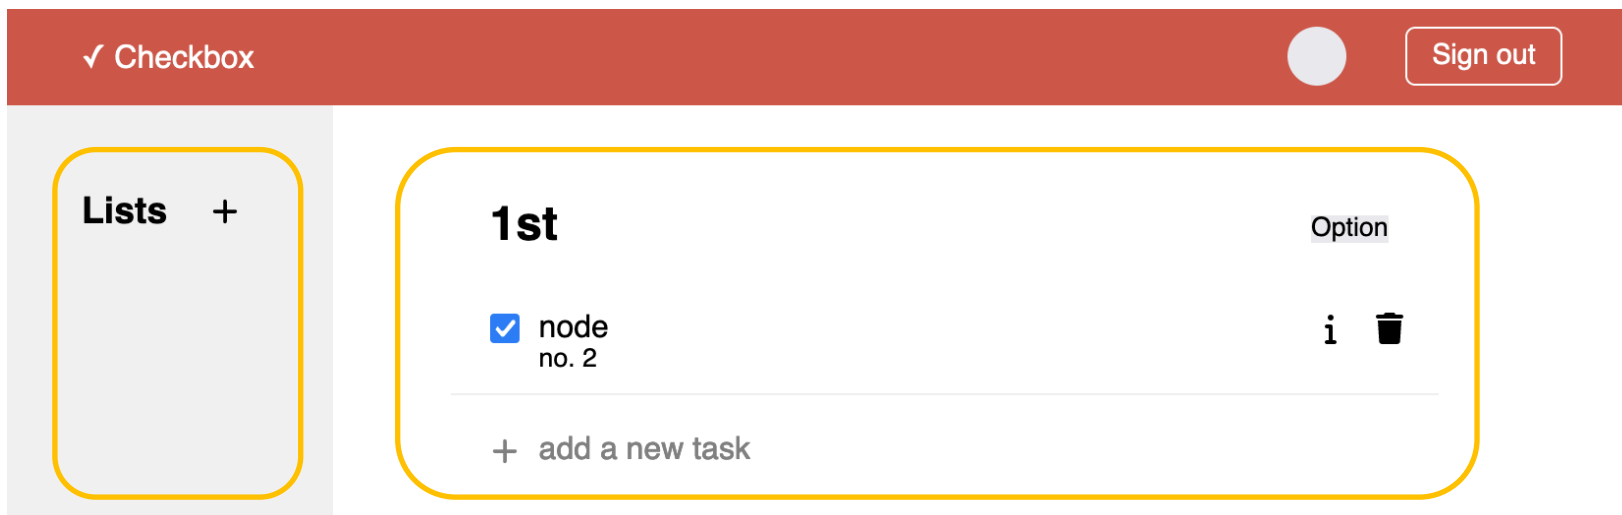 ✓ Checkbox
Sign out
Lists +
1st
Option
node
no. 2
+ add a new task